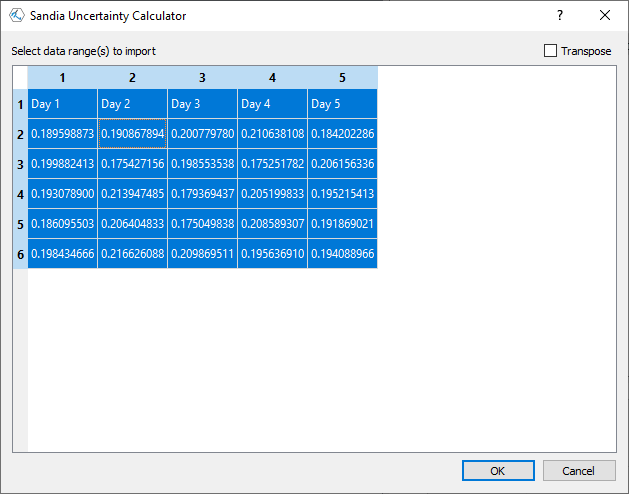 Sandia Uncertainty Calculator
Select data range(s) to import
Transpose
1 2 3 4 5
1 Day 1 Day 2 Day 3 Day 4 Day 5
2 0.189598873 0.190867894 0.200779780 0.210638108 0.184202286
3 0.199882413 0.175427156 0.198553538 0.175251782 0.206156336
4 0.193078900 0.213947485 0.179369437 0.205199833 0.195215413
5 0.186095503 0.206404833 0.175049838 0.208589307 0.191869021
6 0.198434666 0.216626088 0.209869511 0.195636910 0.194088966
OK Cancel